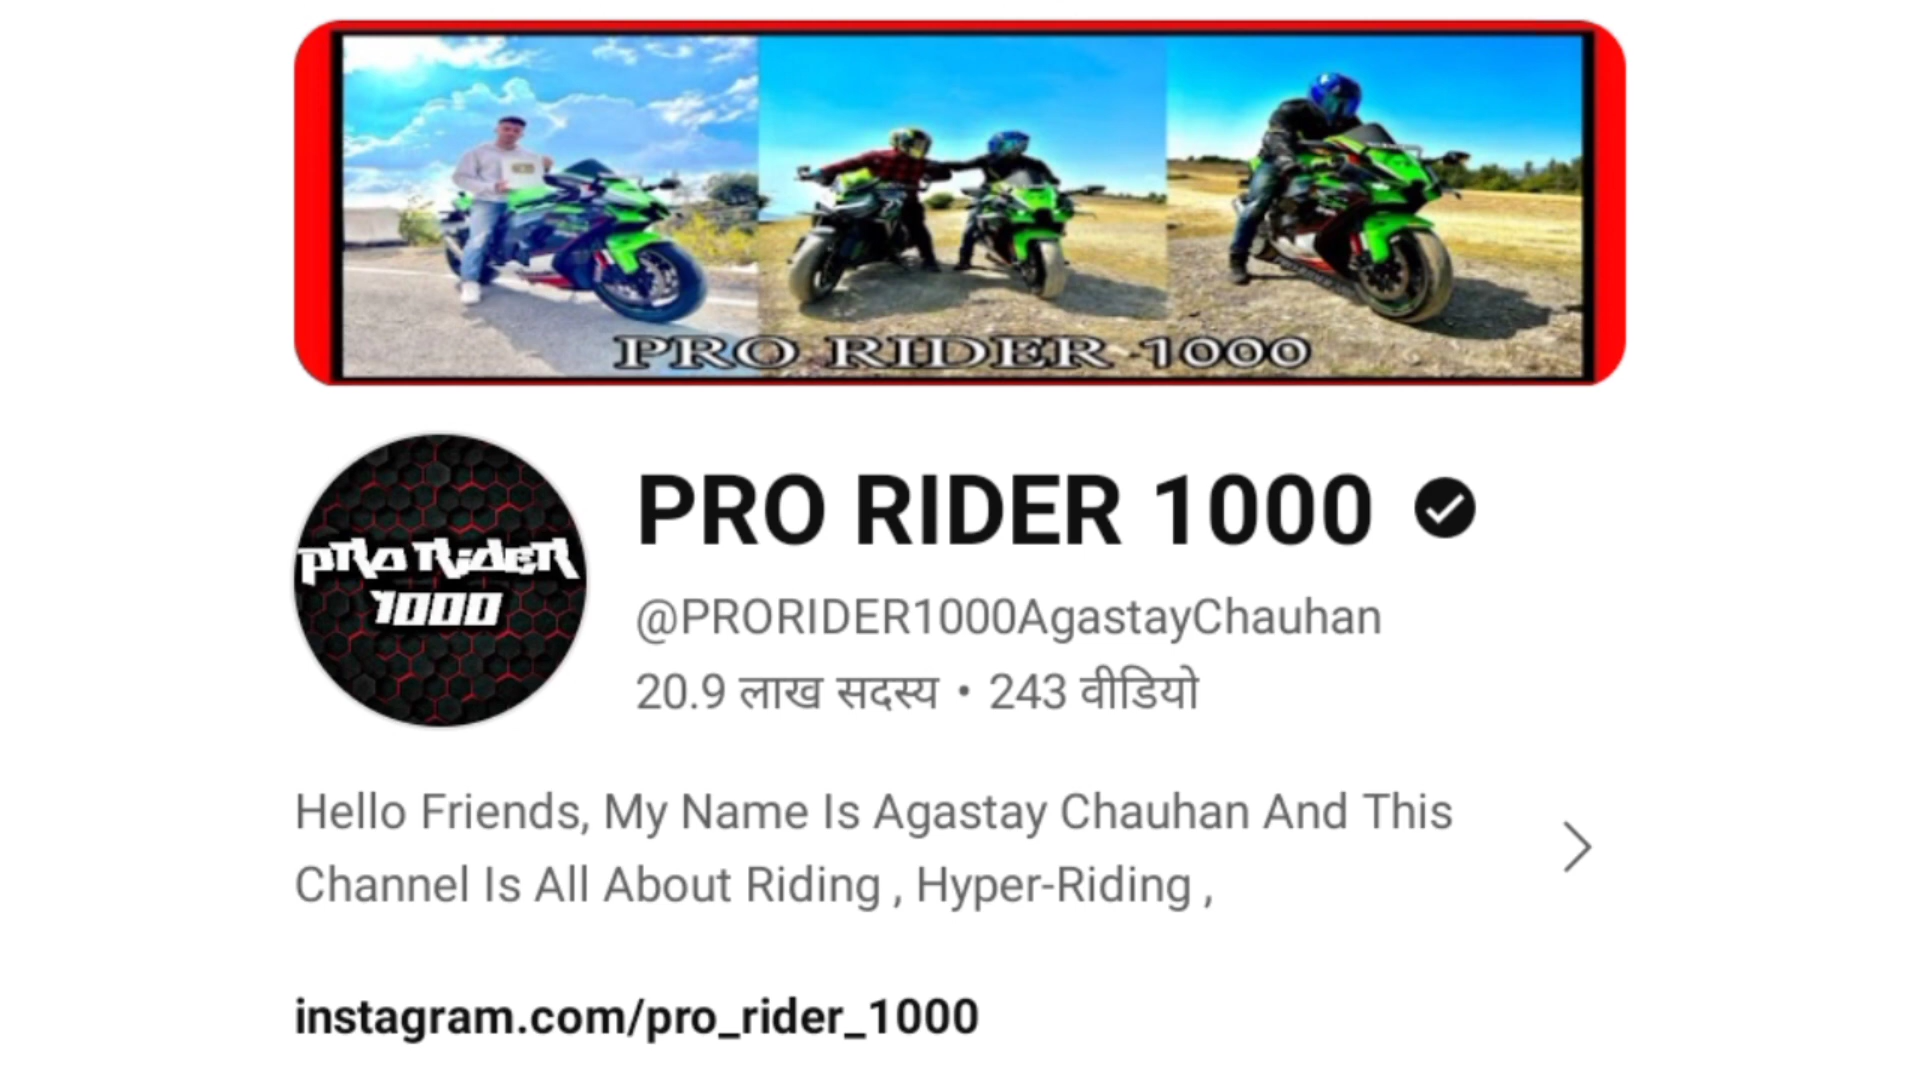 PRO RIDER 1000
PRO RIDER
1000
PRO RIDER 1000
@PRORIDER1000AgastayChauhan
20.9 लाख सदस्य • 243 वीडियो
Hello Friends, My Name Is Agastay Chauhan And This
Channel Is All About Riding , Hyper-Riding ,
instagram.com/pro_rider_1000